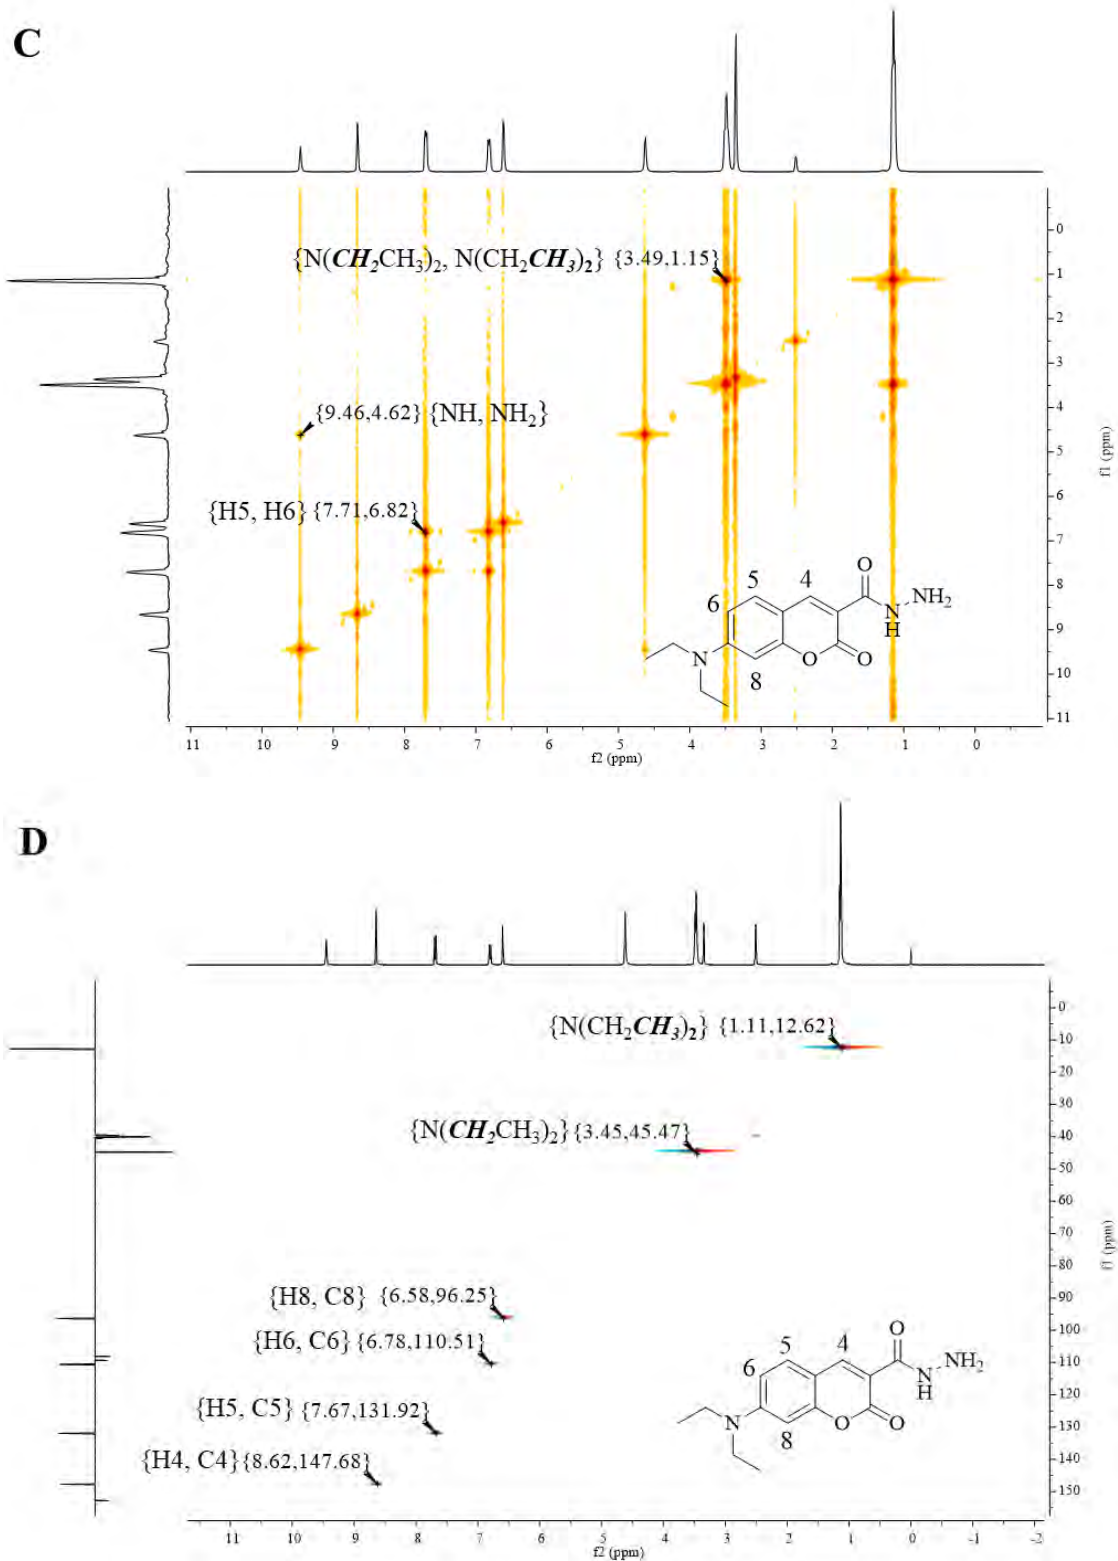 C
{N(CH2CH3)2, N(CH2CH3)2} {3.49,1.15}
{9.46,4.62} {NH, NH2}
{H5, H6} {7.71,6.82}
0
1
2
3
4
5
6
7
8
9
10
11
f1 (ppm)
5 4 O
6 N NH2
H
N O O
8
11 10 9 8 7 6 5 4 3 2 1 0
f2 (ppm)
D
{N(CH2CH3)2} {1.11,12.62}
{N(CH2CH3)2} {3.45,45.47}
{H8, C8} {6.58,96.25}
{H6, C6} {6.78,110.51}
{H5, C5} {7.67,131.92}
{H4, C4} {8.62,147.68}
0
10
20
30
40
50
60
70
80
90
100
110
120
130
140
150
f1 (ppm)
5 4 O
6 N NH2
H
N O O
8
11 10 9 8 7 6 5 4 3 2 1 0 -1 -2
f2 (ppm)